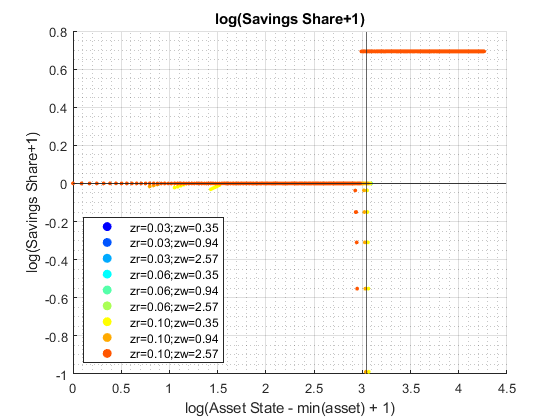 log(Savings Share+1)
0.8
0.6
0.4
0.2
0
-0.2
-0.4
-0.6
-0.8
-1
log(Savings Share+1)
zr=0.03;zw=0.35
zr=0.03;zw=0.94
zr=0.03;zw=2.57
zr=0.06;zw=0.35
zr=0.06;zw=0.94
zr=0.06;zw=2.57
zr=0.10;zw=0.35
zr=0.10;zw=0.94
zr=0.10;zw=2.57
0 0.5 1 1.5 2 2.5 3 3.5 4 4.5
log(Asset State - min(asset) + 1)